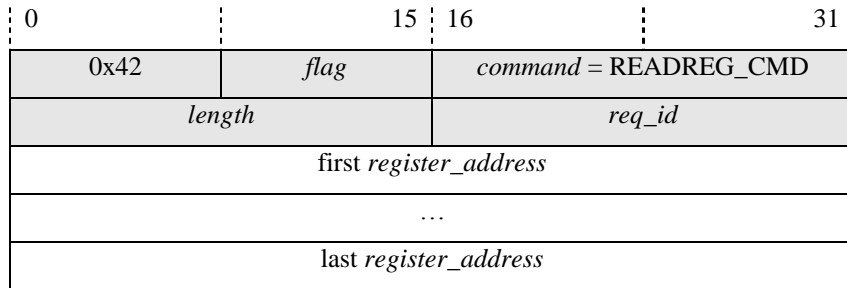 0 15 16 31
0x42 flag command = READREG_CMD
length req_id
first register_address
…
last register_address